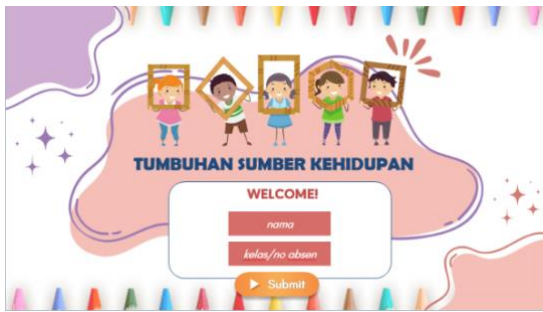 TUMBUHAN SUMBER KEHIDUPAN
WELCOME!
nama
kelas/no absen
Submit